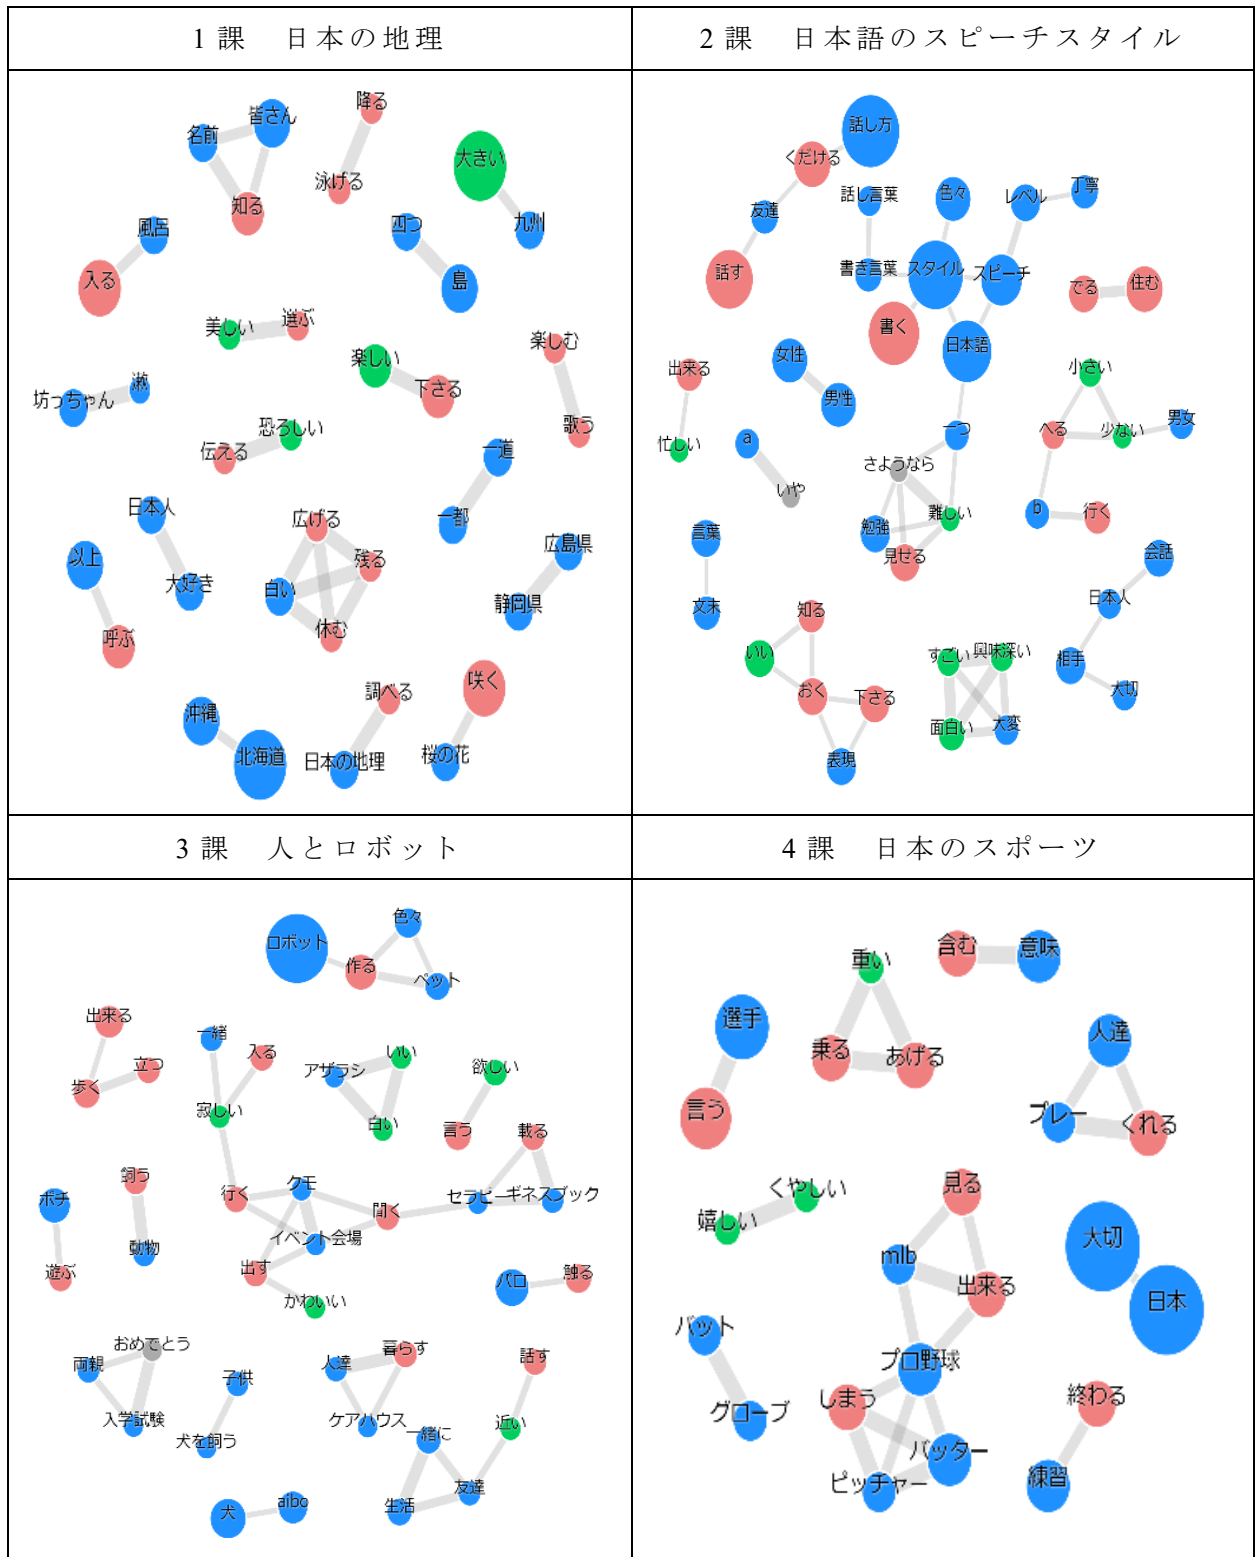 1課　日本の地理
皆さん
名前
知る
降る
泳げる
大きい
九州
風呂
入る
四つ
島
美しい
選ぶ
楽しい
下さる
楽しむ
歌う
坊っちゃん
漱
恐ろしい
伝える
一道
一都
日本人
大好き
広げる
残る
白い
休む
広島県
静岡県
以上
呼ぶ
咲く
桜の花
調べる
日本の地理
沖縄
北海道
2課　日本語のスピーチスタイル
話し方
くだける
友達
話す
話し言葉
書き言葉
色々
レベル
丁寧
スタイル
スピーチ
書く
日本語
でる
住む
出来る
忙しい
女性
男性
小さい
へる
少ない
男女
a
いや
一つ
さようなら
難しい
勉強
見せる
b
行く
言葉
文末
会話
日本人
相手
大切
知る
いい
おく
下さる
表現
すごい
興味深い
面白い
大変
3課　人とロボット
ロボット
作る
色々
ペット
出来る
立つ
歩く
一緒
入る
寂しい
アザラシ
いい
白い
欲しい
言う
載る
セラピー
ギネスブック
飼う
動物
ポチ
遊ぶ
行く
クモ
聞く
イベント会場
出す
かわいい
パロ
触る
おめでとう
両親
入学試験
子供
犬を飼う
人達
暮らす
ケアハウス
話す
近い
一緒に
友達
生活
犬
aibo
4課　日本のスポーツ
重い
乗る
あげる
含む
意味
選手
言う
人達
プレー
くれる
くやしい
嬉しい
見る
mlb
出来る
大切
日本
バット
グローブ
プロ野球
しまう
バッター
ピッチャー
終わる
練習